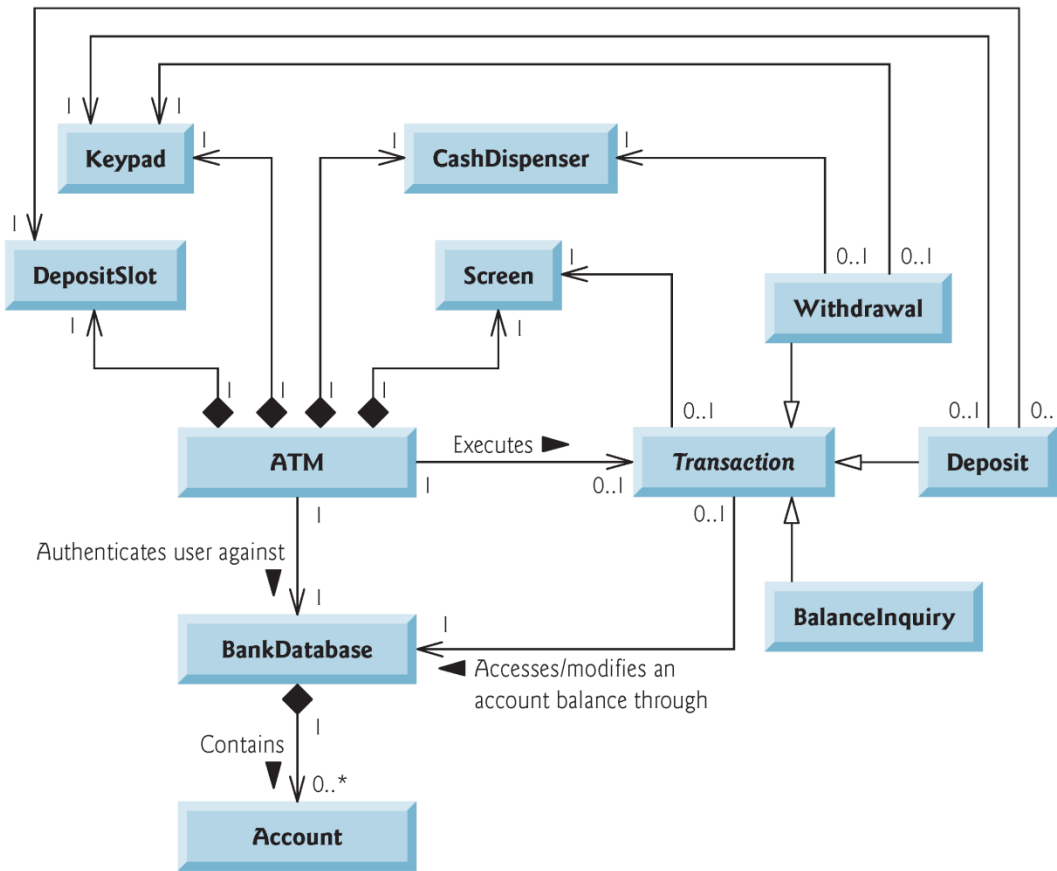 1
1
1
Keypad
1
CashDispenser
1
1
DepositSlot
1
Screen
1
0..1
0..1
Withdrawal
1
1
1
1
1
1
0..1
0..1
0..
ATM
Executes
1
0..1
Transaction
Deposit
0..1
1
Authenticates user against
1
BankDatabase
1
Accesses/modifies an
account balance through
BalanceInquiry
1
Contains
0..*
Account